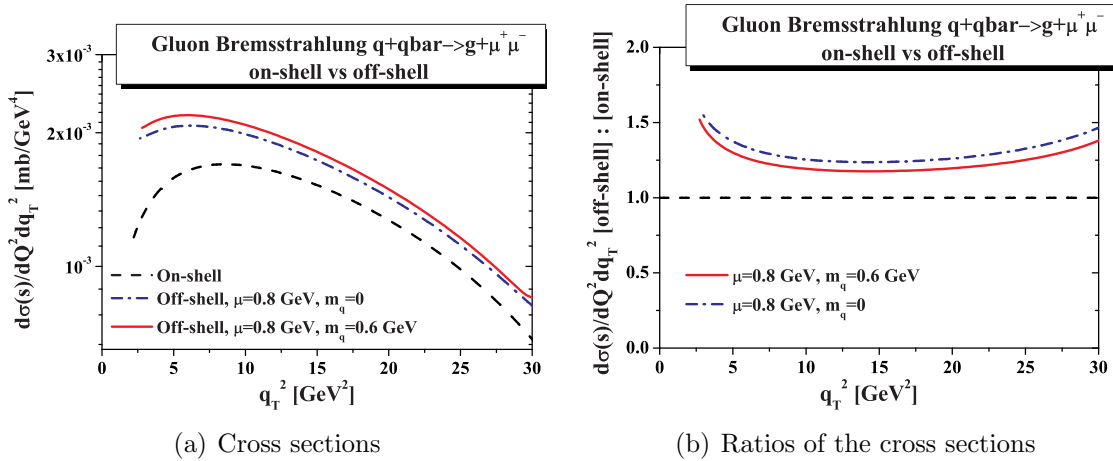 Gluon Bremsstrahlung q+qbar->g+μ⁺μ⁻
on-shell vs off-shell
3x10⁻³
2x10⁻³
10⁻³
dσ(s)/dQ²dq_T² [mb/GeV⁴]
On-shell
Off-shell, μ=0.8 GeV, m_q=0
Off-shell, μ=0.8 GeV, m_q=0.6 GeV
0 5 10 15 20 25 30
q_T² [GeV²]
(a) Cross sections
Gluon Bremsstrahlung q+qbar->g+μ⁺μ⁻
on-shell vs off-shell
2.0
1.5
1.0
0.5
0.0
dσ(s)/dQ²dq_T² [off-shell] : [on-shell]
μ=0.8 GeV, m_q=0.6 GeV
μ=0.8 GeV, m_q=0
0 5 10 15 20 25 30
q_T² [GeV²]
(b) Ratios of the cross sections